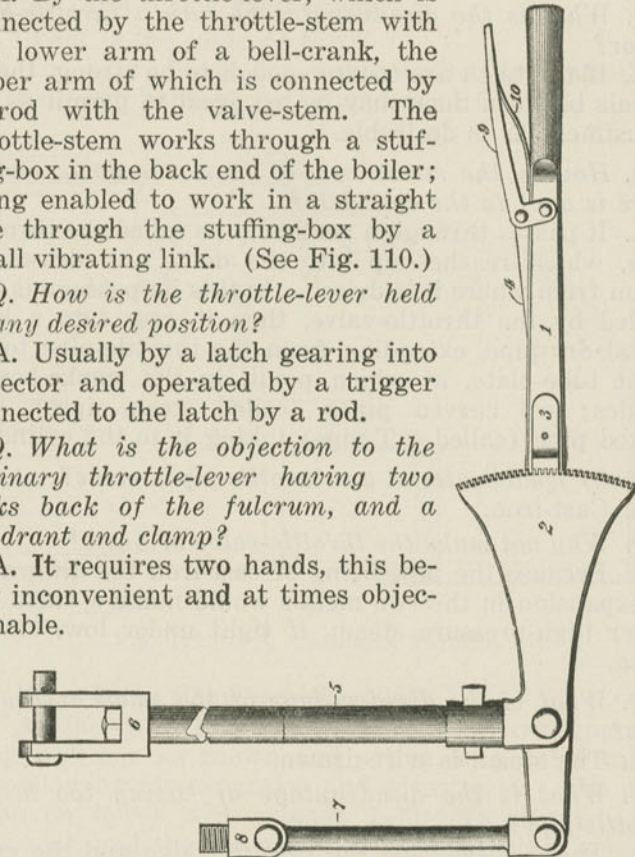 . By the throttle-lever, which is
nnected by the throttle-stem with
lower arm of a bell-crank, the
per arm of which is connected by
rod with the valve-stem. The
ottle-stem works through a stuf-
g-box in the back end of the boiler;
ng enabled to work in a straight
e through the stuffing-box by a
all vibrating link. (See Fig. 110.)
Q. How is the throttle-lever held
any desired position?
A. Usually by a latch gearing into
ector and operated by a trigger
nnected to the latch by a rod.
Q. What is the objection to the
inary throttle-lever having two
ks back of the fulcrum, and a
drant and clamp?
A. It requires two hands, this be-
g inconvenient and at times objec-
nable.
9
10
4
1
3
2
5
6
7
8